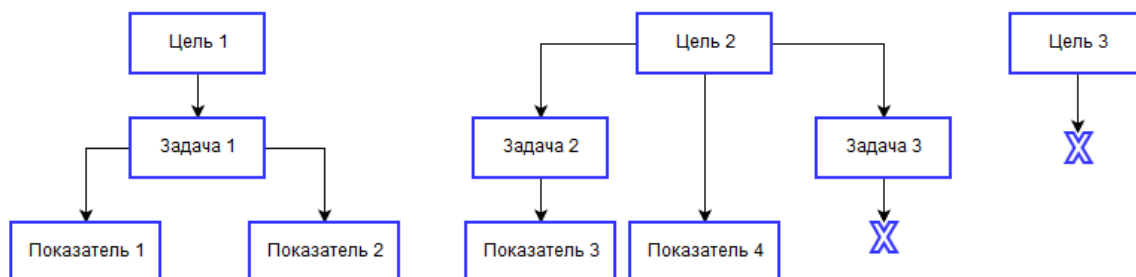 Цель 1
Цель 2
Цель 3
Задача 1
Задача 2
Задача 3
X
Показатель 1
Показатель 2
Показатель 3
Показатель 4
X